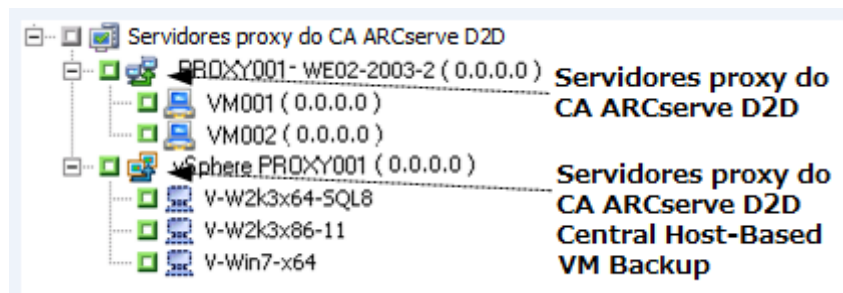 Servidores proxy do CA ARCserve D2D
PROXY001- WE02-2003-2 ( 0.0.0.0 )
VM001 ( 0.0.0.0 )
VM002 ( 0.0.0.0 )
vSphere PROXY001 ( 0.0.0.0 )
V-W2k3x64-SQL8
V-W2k3x86-11
V-Win7-x64
Servidores proxy do
CA ARCserve D2D
Servidores proxy do
CA ARCserve D2D
Central Host-Based
VM Backup